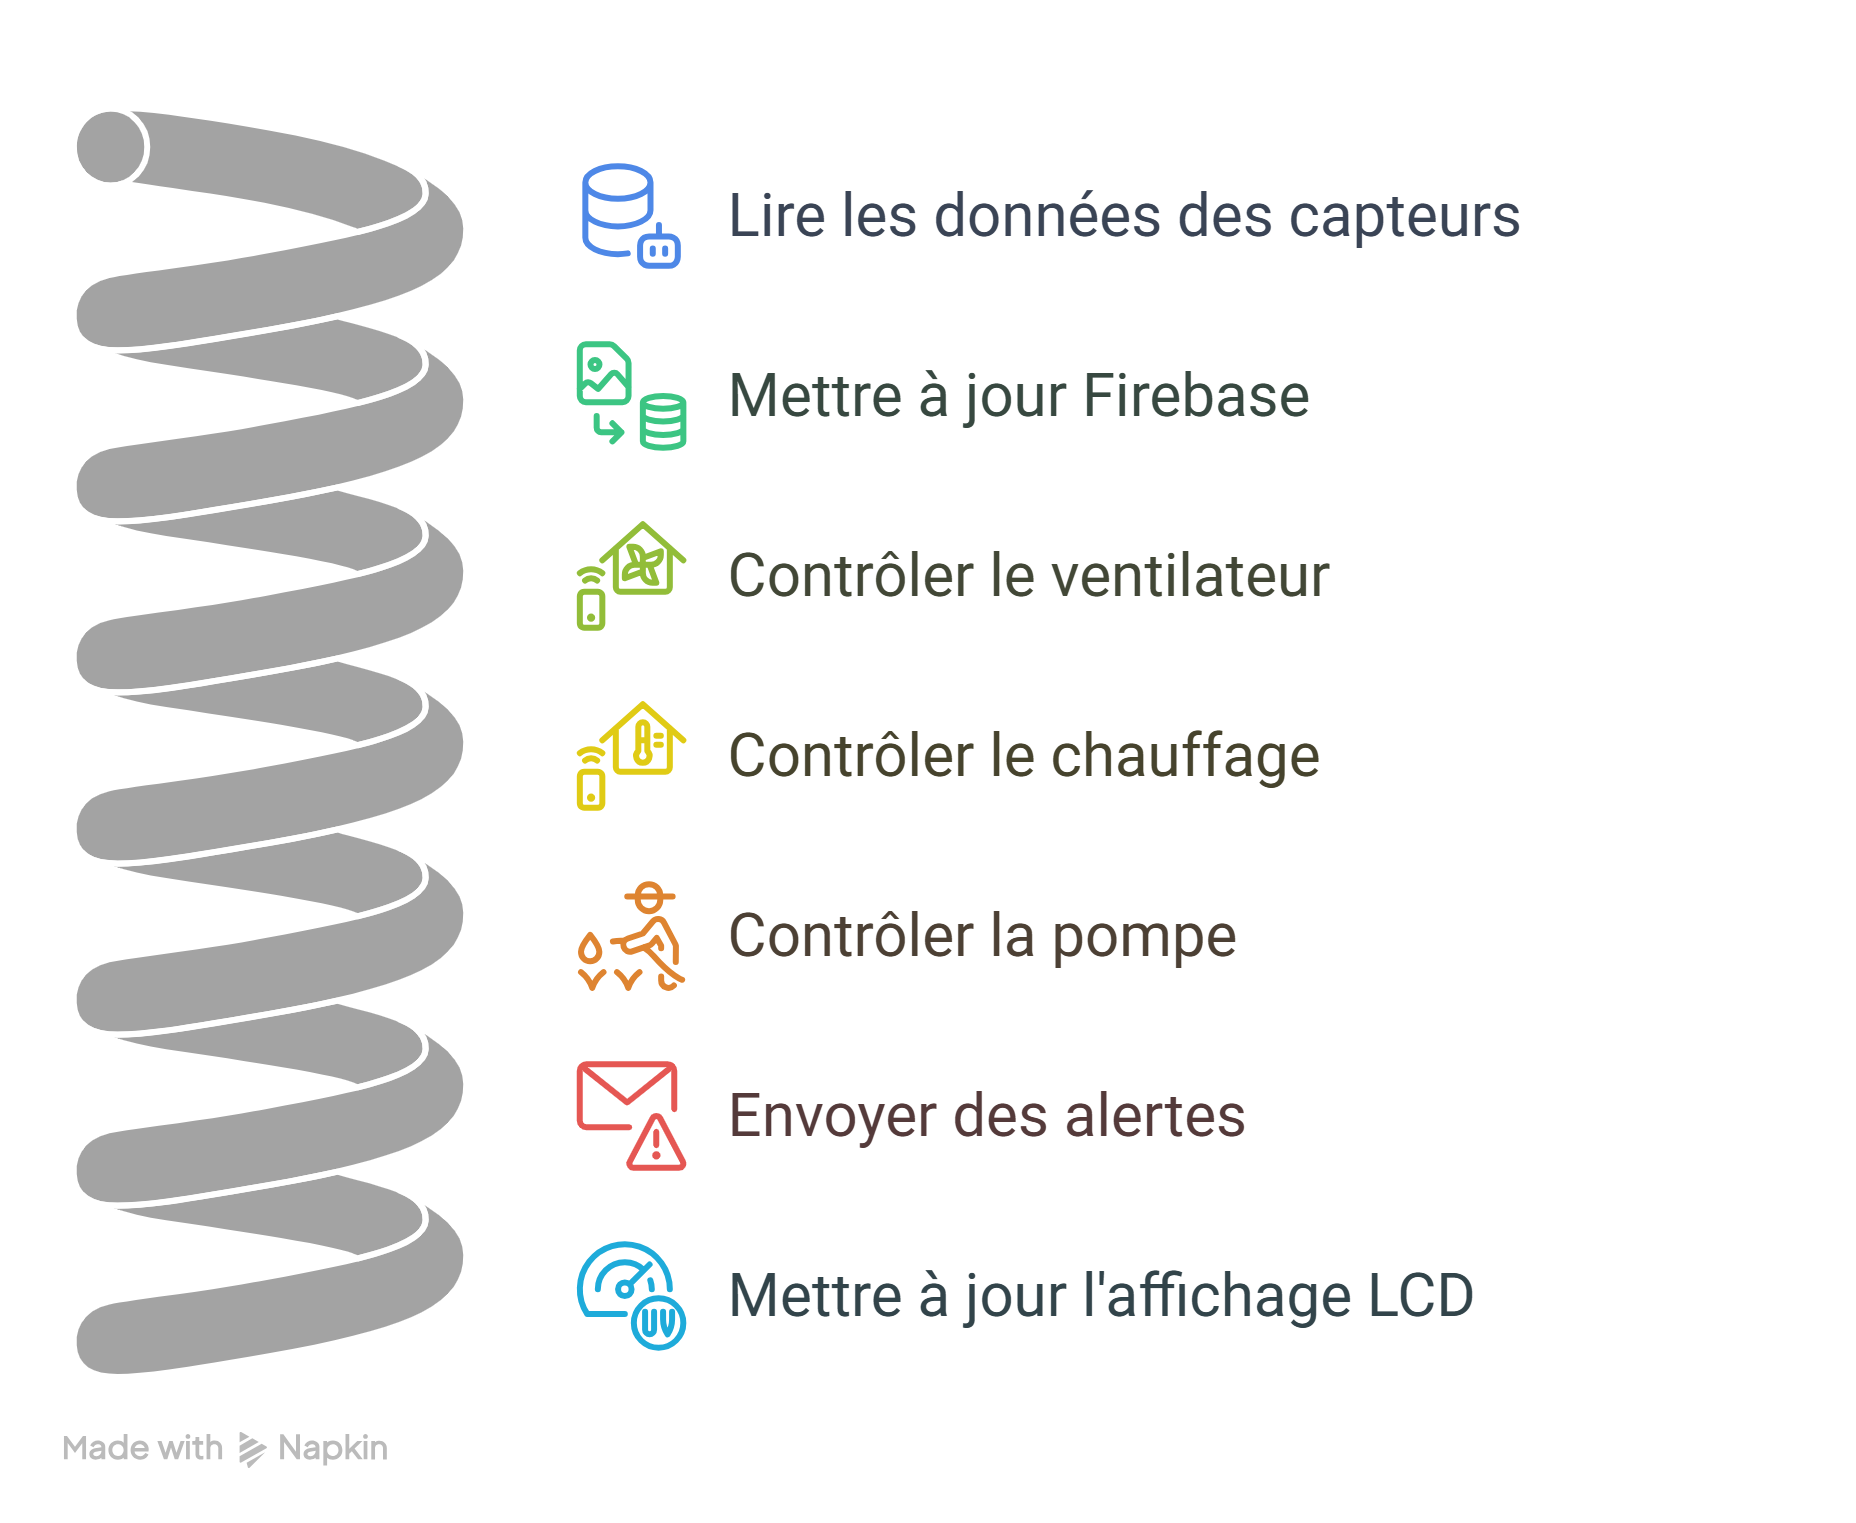 Lire les données des capteurs
Mettre à jour Firebase
Contrôler le ventilateur
Contrôler le chauffage
Contrôler la pompe
Envoyer des alertes
Mettre à jour l'affichage LCD
UV
Made with Napkin